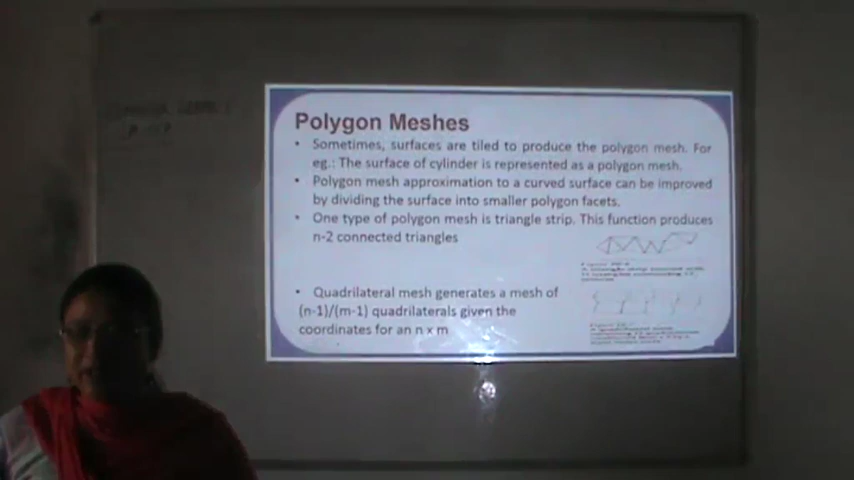 Polygon Meshes
• Sometimes, surfaces are tiled to produce the polygon mesh. For
eg.: The surface of cylinder is represented as a polygon mesh.
• Polygon mesh approximation to a curved surface can be improved
by dividing the surface into smaller polygon facets.
• One type of polygon mesh is triangle strip. This function produces
n-2 connected triangles
• Quadrilateral mesh generates a mesh of
(n-1)/(m-1) quadrilaterals given the
coordinates for an n x m